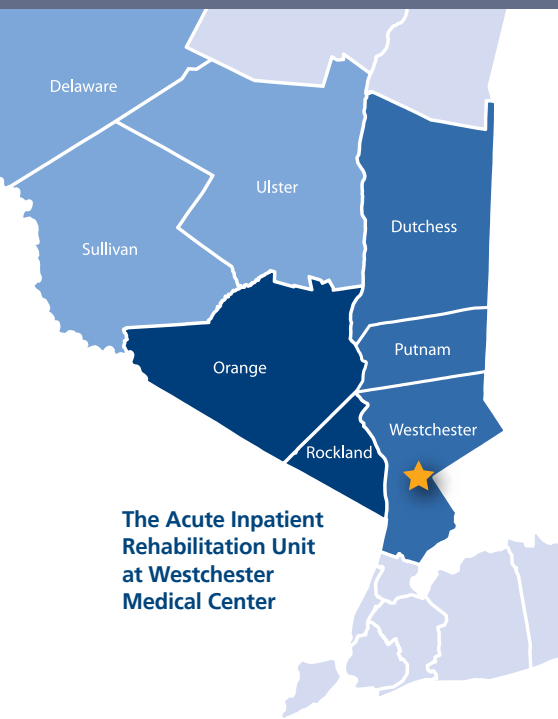 Delaware
Ulster
Dutchess
Sullivan
Putnam
Orange
Westchester
Rockland
The Acute Inpatient
Rehabilitation Unit
at Westchester
Medical Center